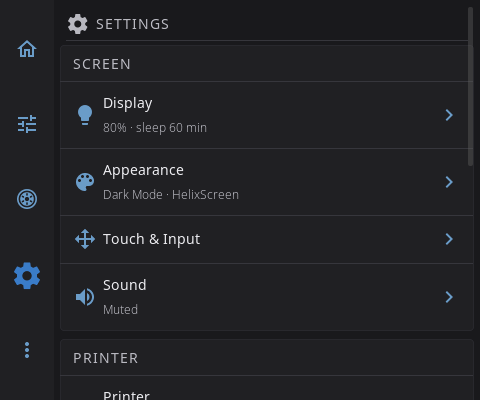 SETTINGS
SCREEN
Display
80% · sleep 60 min
Appearance
Dark Mode · HelixScreen
Touch & Input
Sound
Muted
PRINTER
Printer